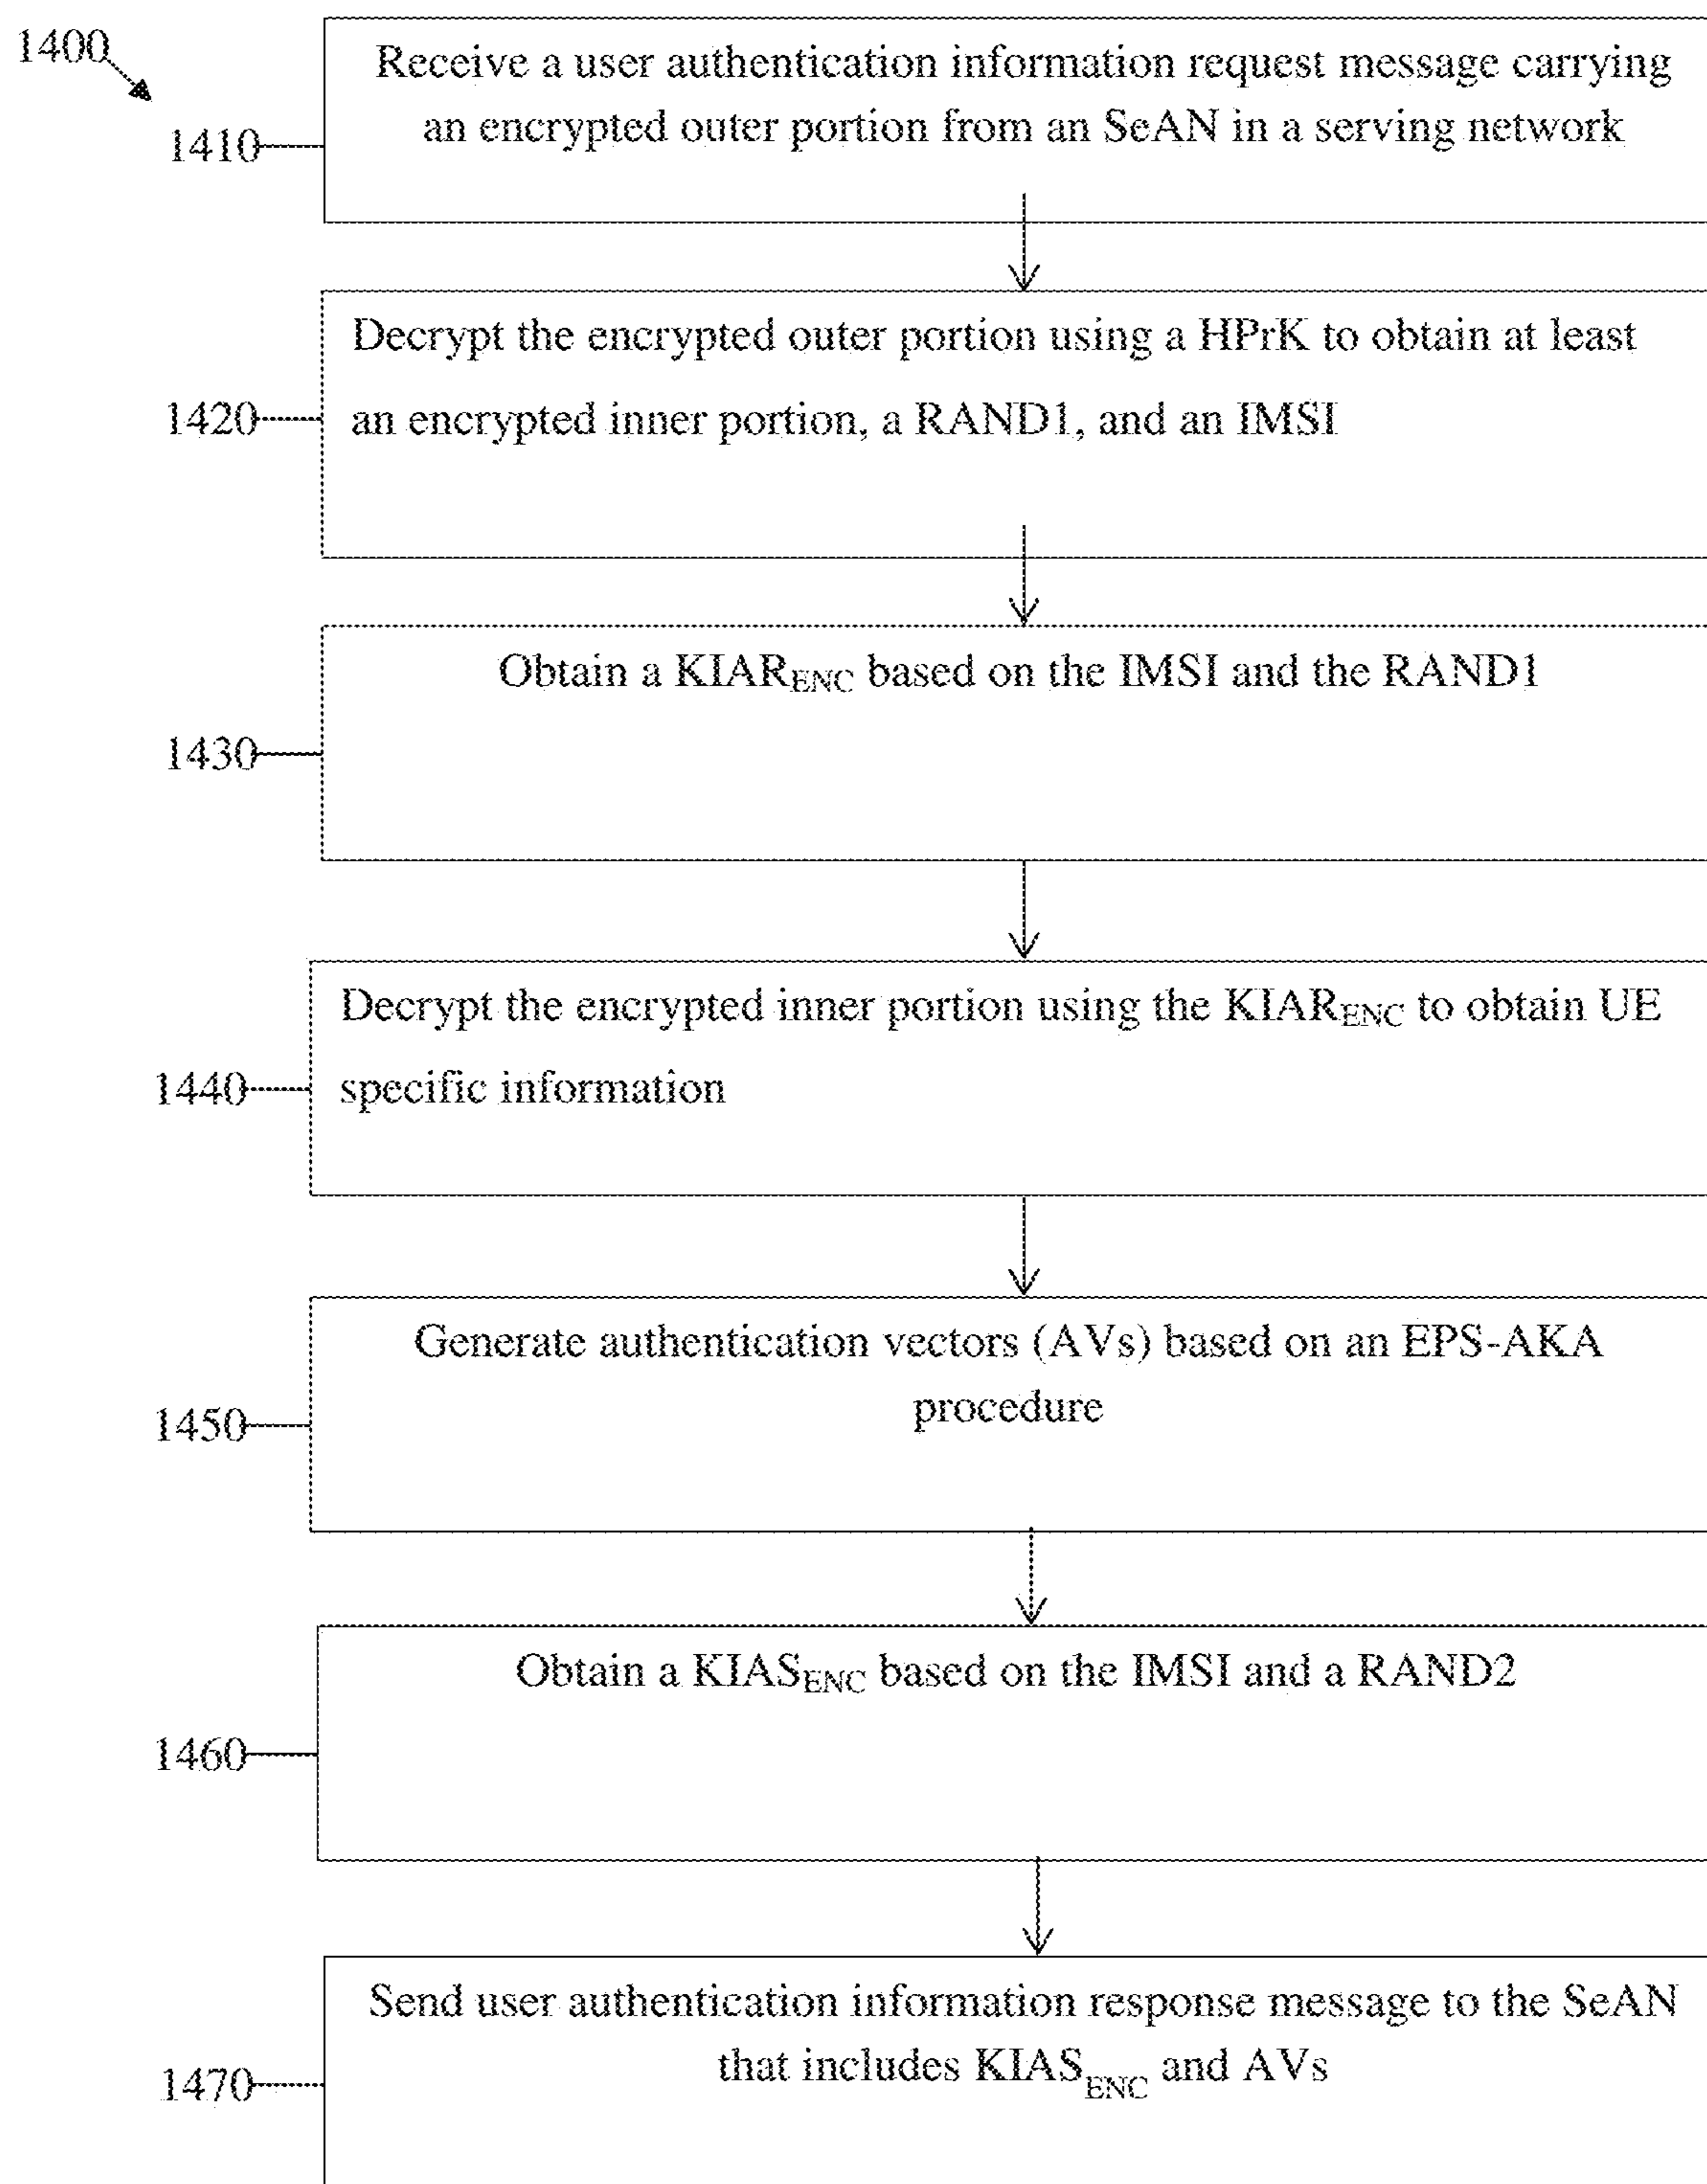 1400
Receive a user authentication information request message carrying
an encrypted outer portion from an SeAN in a serving network
1410
Decrypt the encrypted outer portion using a HPrK to obtain at least
an encrypted inner portion, a RAND1, and an IMSI
1420
Obtain a KIAR_ENC based on the IMSI and the RAND1
1430
Decrypt the encrypted inner portion using the KIAR_ENC to obtain UE
specific information
1440
Generate authentication vectors (AVs) based on an EPS-AKA
procedure
1450
Obtain a KIAS_ENC based on the IMSI and a RAND2
1460
Send user authentication information response message to the SeAN
that includes KIAS_ENC and AVs
1470